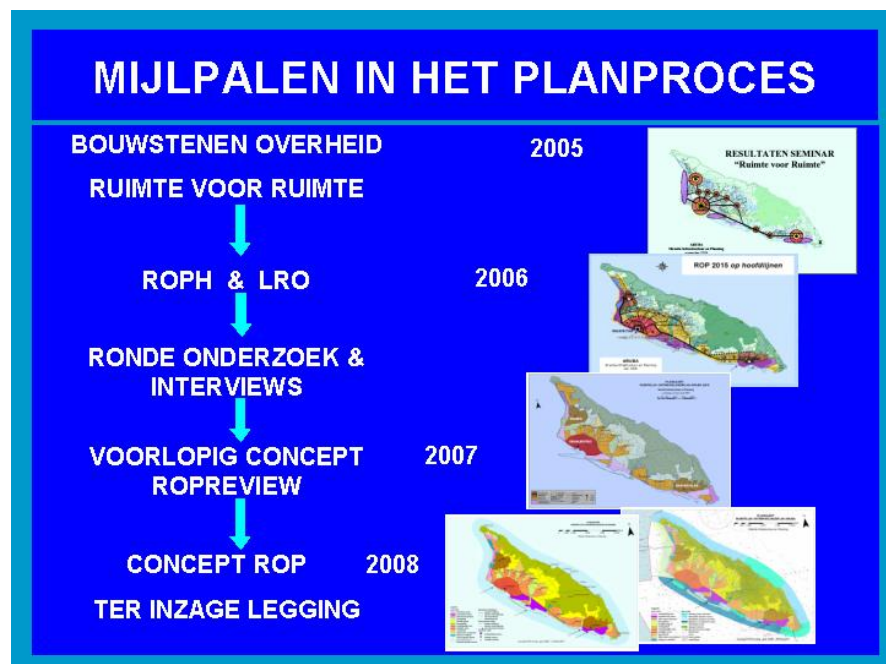 MIJLPALEN IN HET PLANPROCES
BOUWSTENEN OVERHEID
2005
RUIMTE VOOR RUIMTE
RESULTATEN SEMINAR
“Ruimte voor Ruimte”
ROPH & LRO
2006
ROP 2015 op hoofdlijnen
RONDE ONDERZOEK &
INTERVIEWS
VOORLOPIG CONCEPT
ROPREVIEW
2007
CONCEPT ROP
2008
TER INZAGE LEGGING